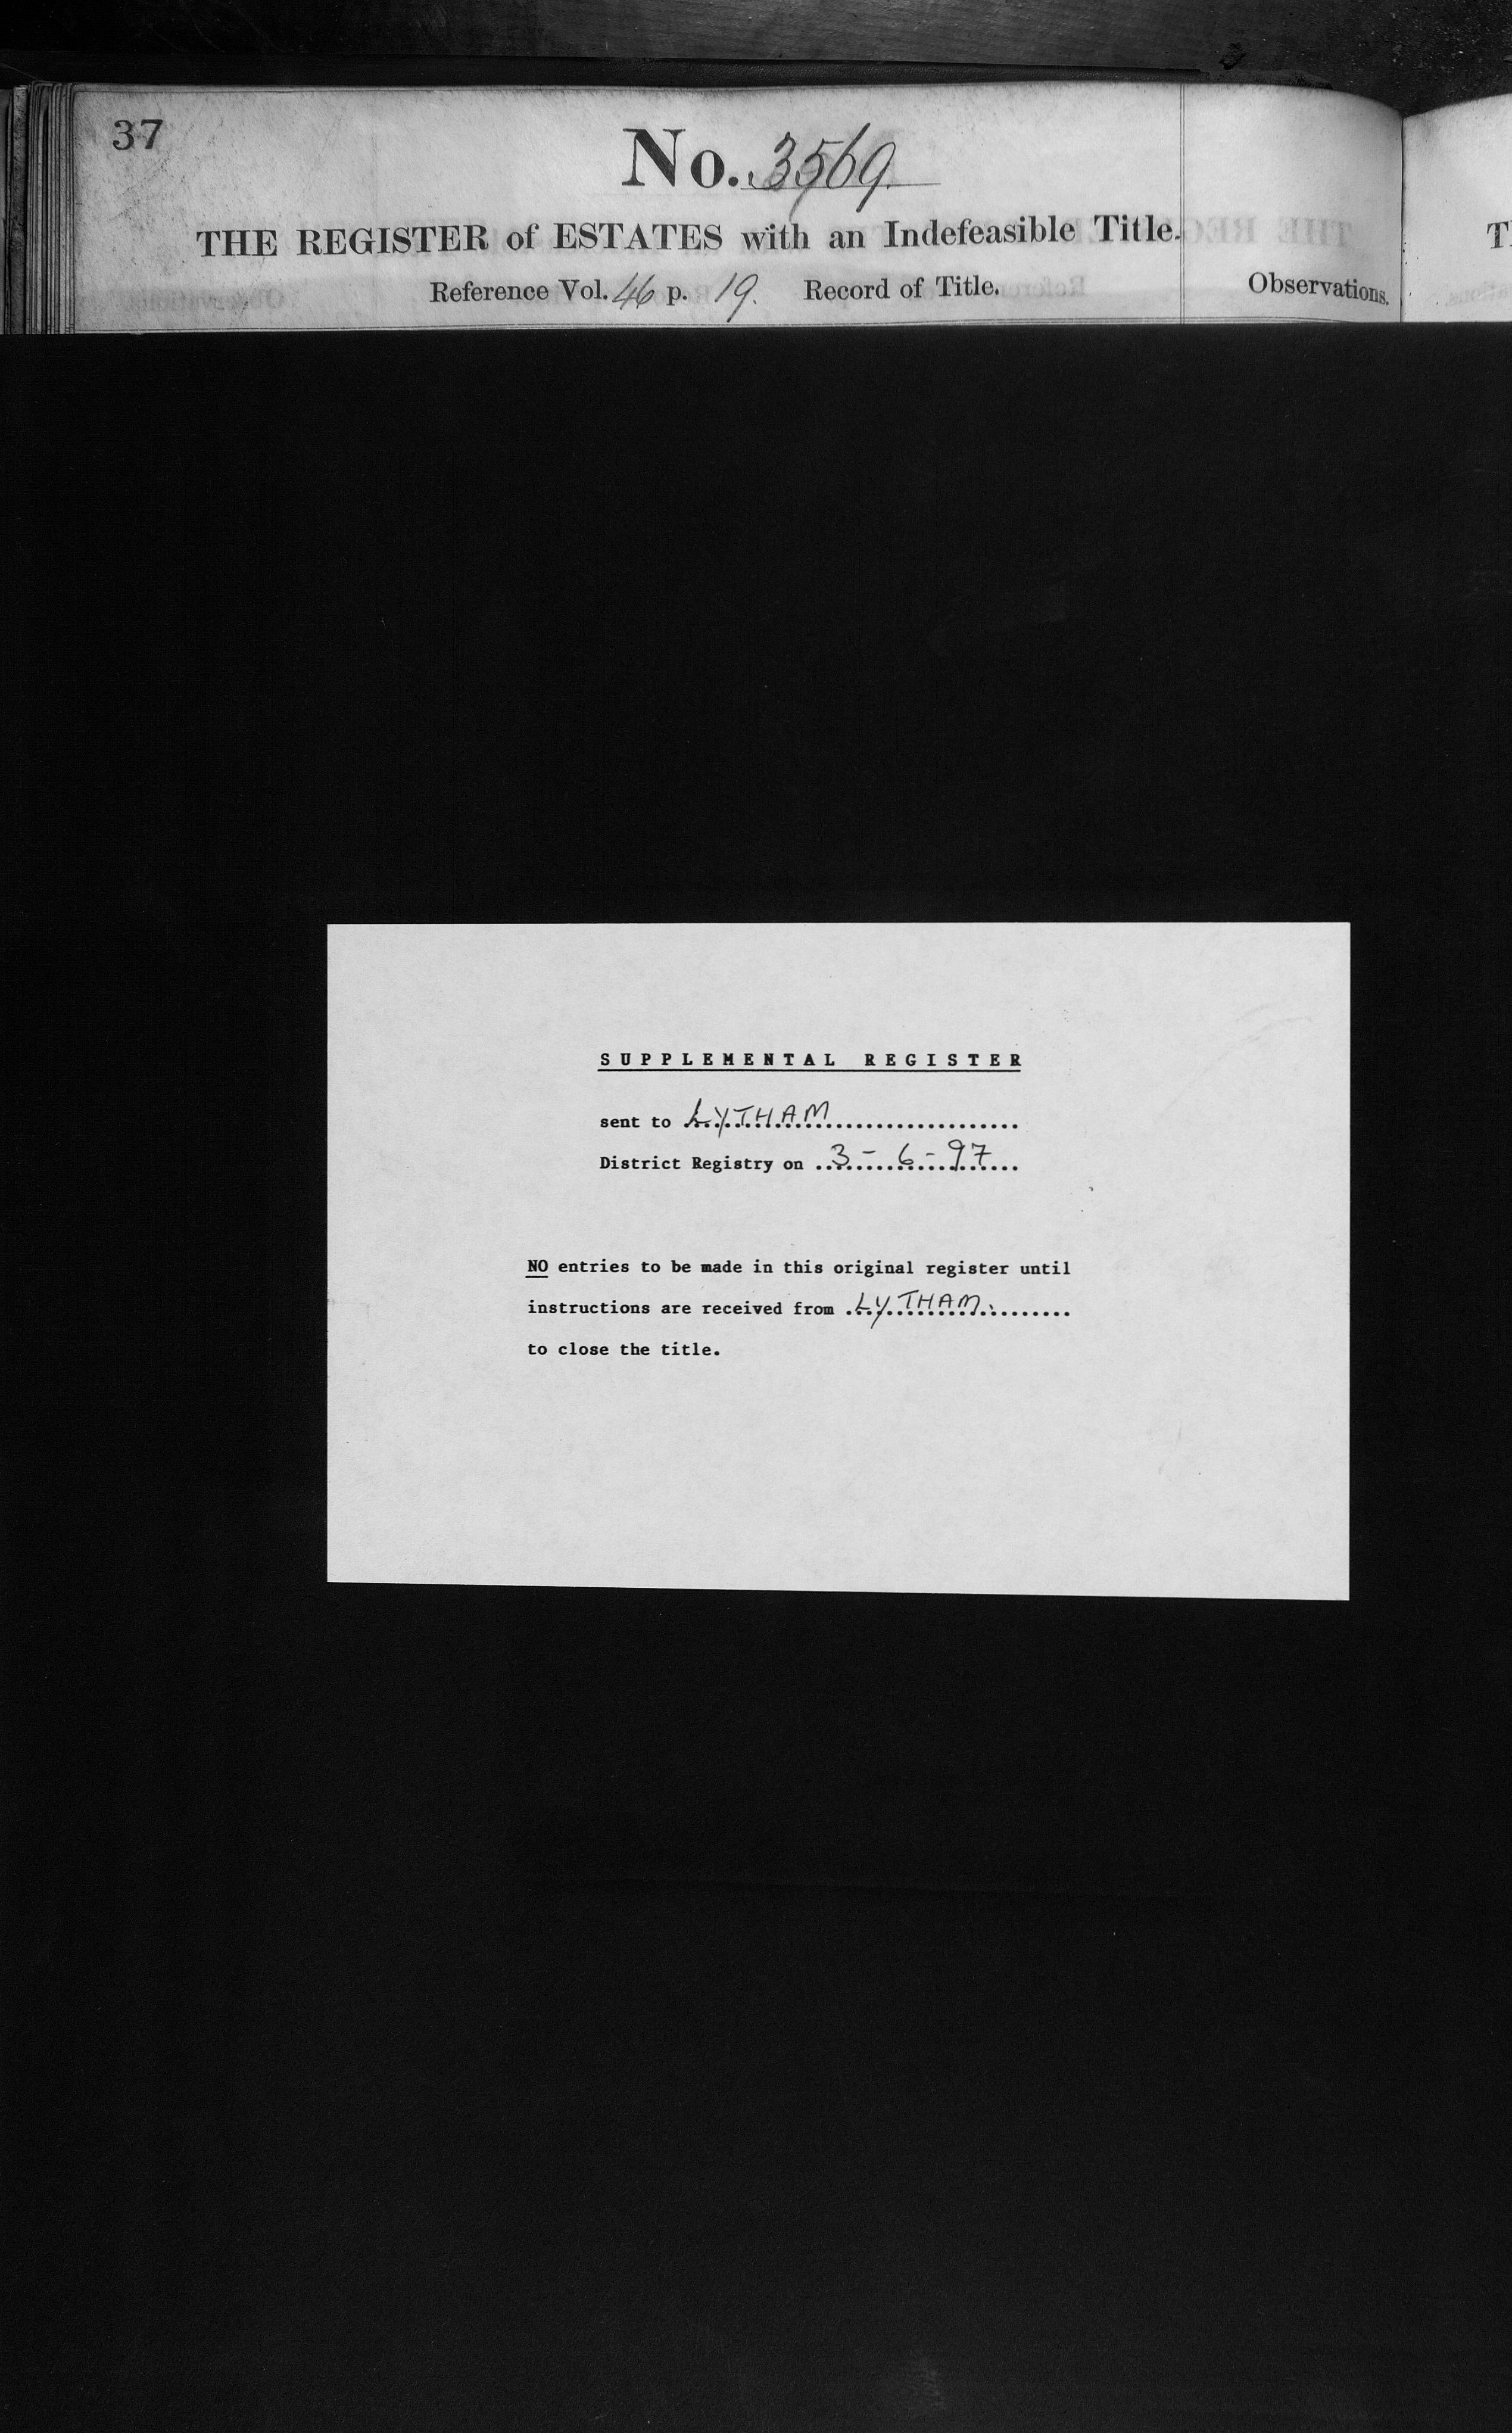 37
No. 3569.
THE REGISTER of ESTATES with an Indefeasible Title.
Reference Vol. 46 p. 19. Record of Title.
Observations.
SUPPLEMENTAL REGISTER
sent to LYTHAM
District Registry on 3 - 6 - 97
NO entries to be made in this original register until
instructions are received from LYTHAM.
to close the title.